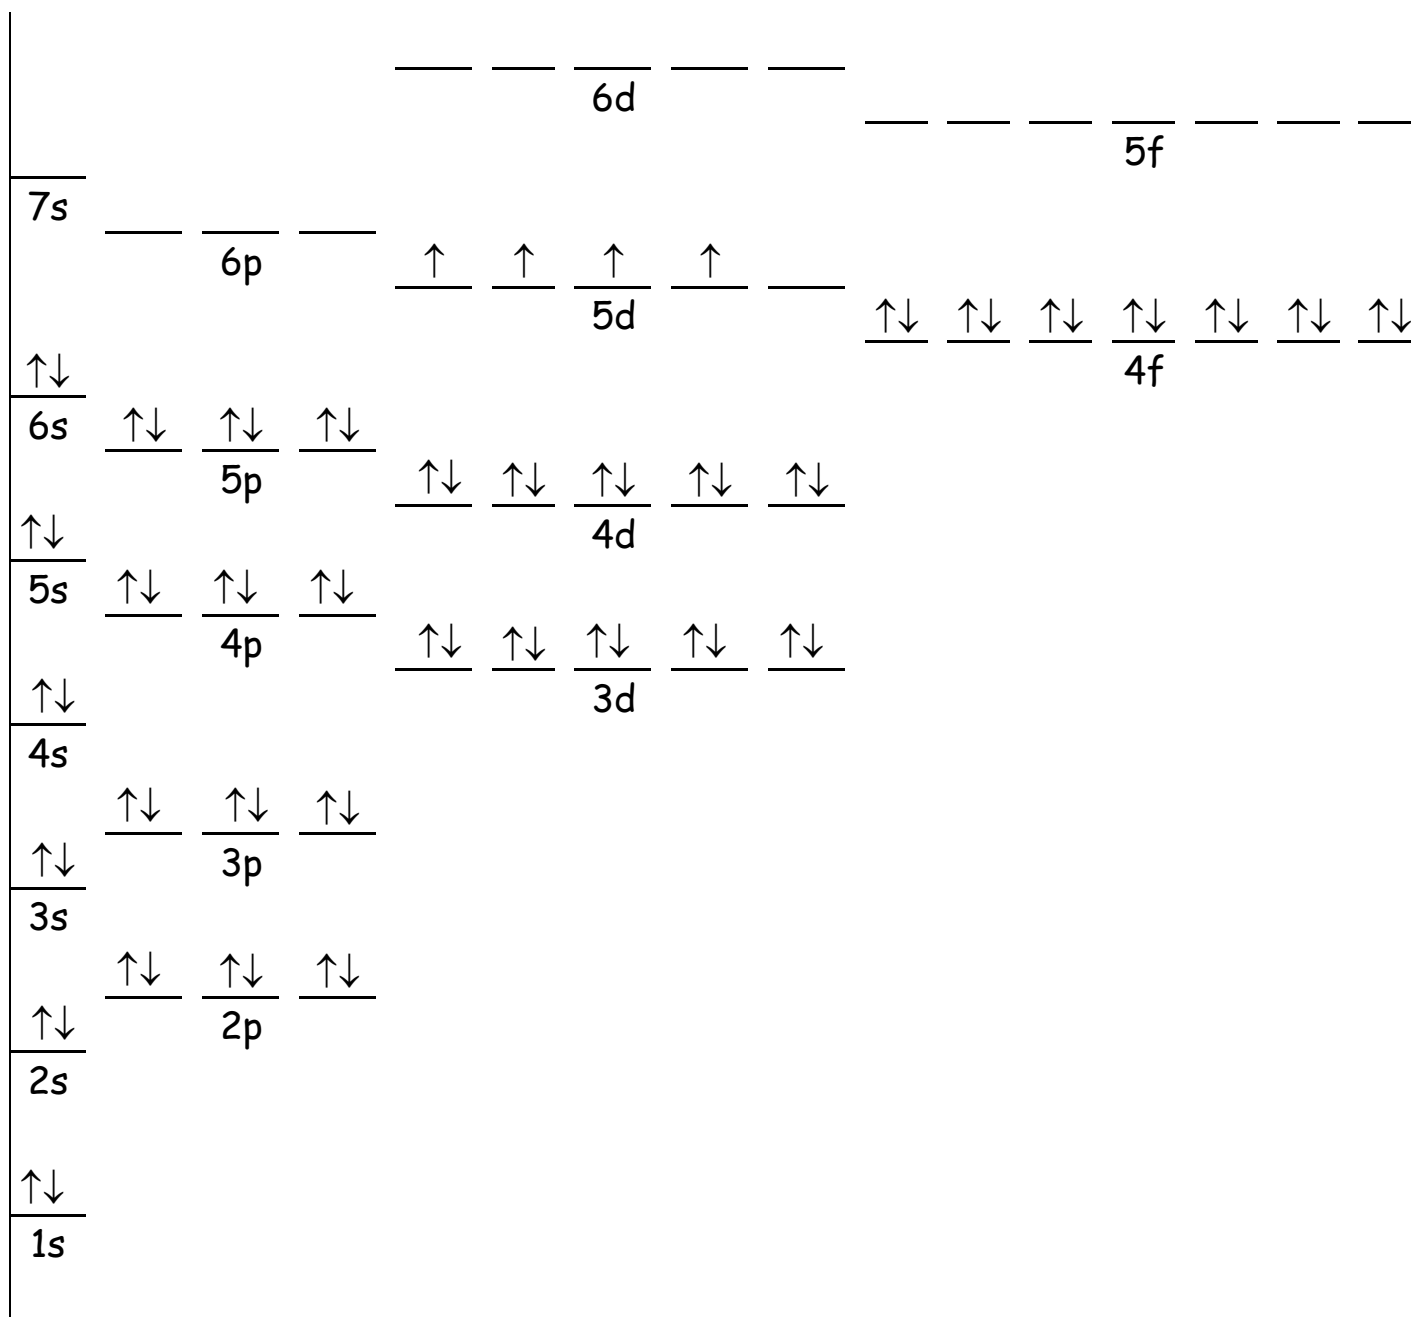 6d
5f
7s
6p
↑ ↑ ↑ ↑
5d
↑↓ ↑↓ ↑↓ ↑↓ ↑↓ ↑↓ ↑↓
4f
↑↓
6s
↑↓ ↑↓ ↑↓
5p
↑↓ ↑↓ ↑↓ ↑↓ ↑↓
4d
↑↓
5s
↑↓ ↑↓ ↑↓
4p
↑↓ ↑↓ ↑↓ ↑↓ ↑↓
3d
↑↓
4s
↑↓ ↑↓ ↑↓
3p
↑↓
3s
↑↓ ↑↓ ↑↓
2p
↑↓
2s
↑↓
1s